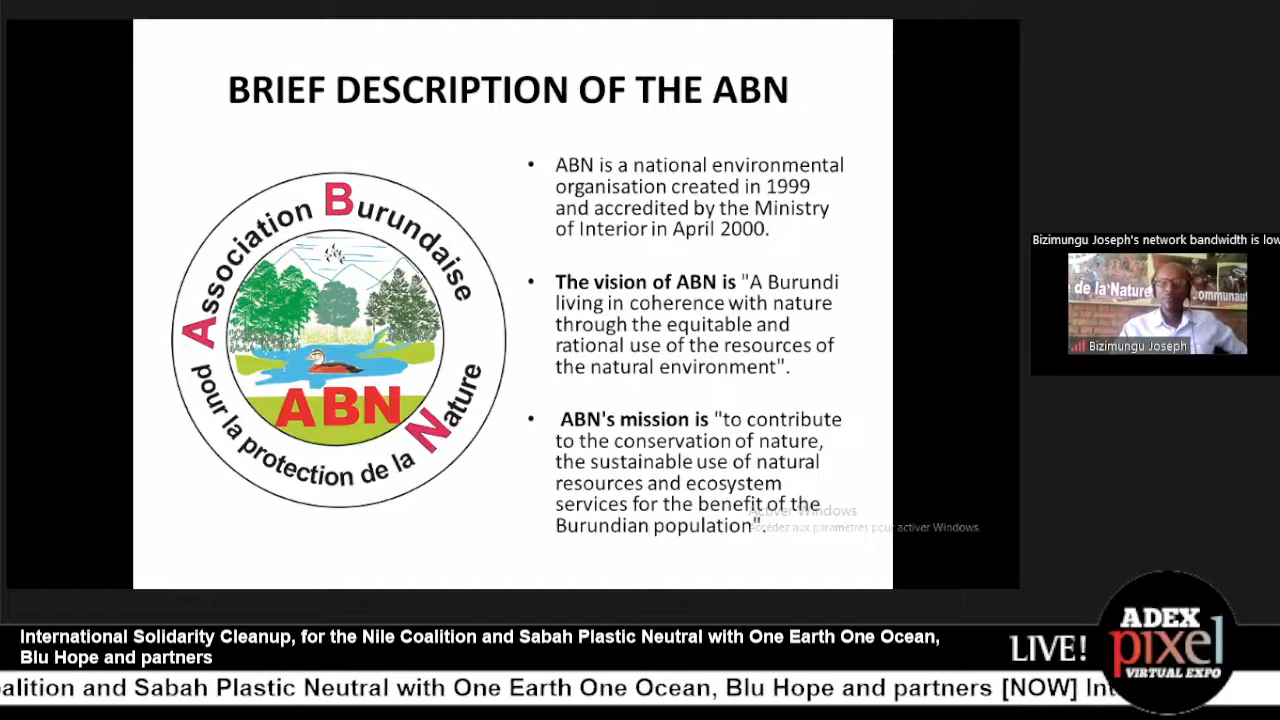 BRIEF DESCRIPTION OF THE ABN
Association Burundaise
pour la protection de la Nature
ABN
• ABN is a national environmental
organisation created in 1999
and accredited by the Ministry
of Interior in April 2000.
• The vision of ABN is "A Burundi
living in coherence with nature
through the equitable and
rational use of the resources of
the natural environment".
• ABN's mission is "to contribute
to the conservation of nature,
the sustainable use of natural
resources and ecosystem
services for the benefit of the
Burundian population".
Activer Windows
Accédez aux paramètres pour activer Windows.
Bizimungu Joseph's network bandwidth is low
de la Nature
ommunaut
Bizimungu Joseph
International Solidarity Cleanup, for the Nile Coalition and Sabah Plastic Neutral with One Earth One Ocean,
Blu Hope and partners
LIVE!
ADEX
pixel
VIRTUAL EXPO
oalition and Sabah Plastic Neutral with One Earth One Ocean, Blu Hope and partners [NOW] Int